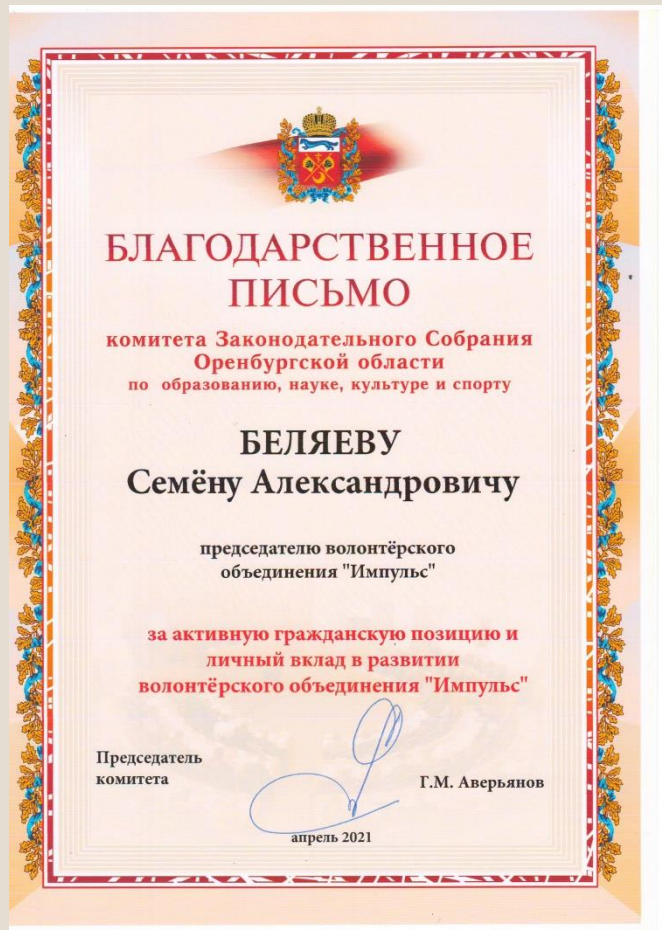 БЛАГОДАРСТВЕННОЕ
ПИСЬМО
комитета Законодательного Собрания
Оренбургской области
по образованию, науке, культуре и спорту
БЕЛЯЕВУ
Семёну Александровичу
председателю волонтёрского
объединения "Импульс"
за активную гражданскую позицию и
личный вклад в развитии
волонтёрского объединения "Импульс"
Председатель
комитета
Г.М. Аверьянов
апрель 2021